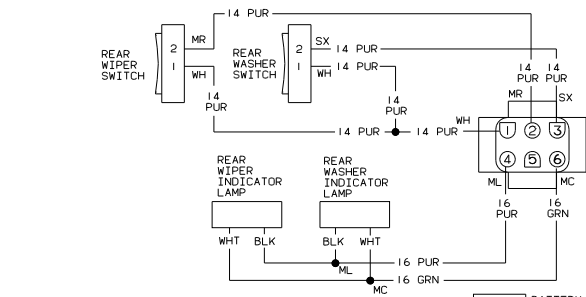 14 PUR
REAR
WIPER
SWITCH
2
1
MR
WH
REAR
WASHER
SWITCH
2
1
SX
14 PUR
14 PUR
WH
14
PUR
14
PUR
14
PUR
14
PUR
MR
SX
WH
14 PUR
14 PUR
1 2 3
4 5 6
ML
MC
16
PUR
16
GRN
REAR
WIPER
INDICATOR
LAMP
REAR
WASHER
INDICATOR
LAMP
WHT
BLK
BLK
WHT
16 PUR
ML
16 GRN
MC